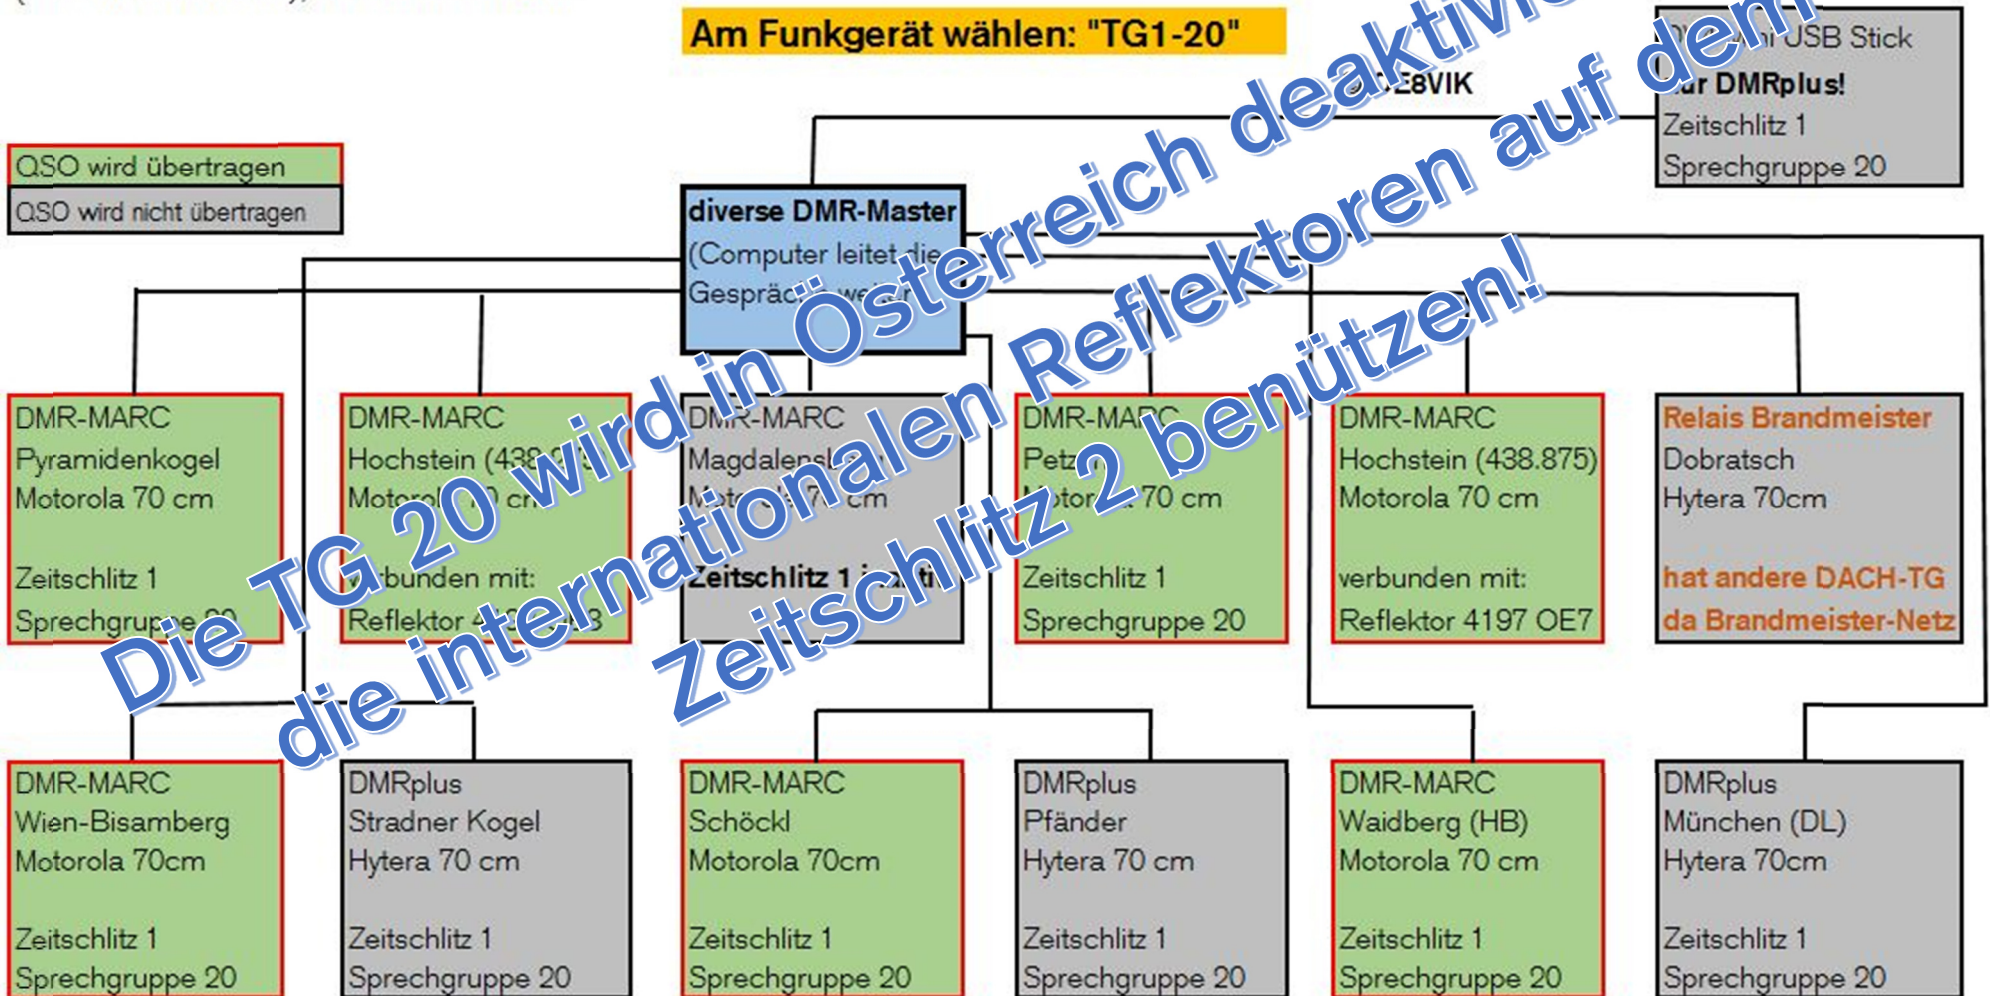 Am Funkgerät wählen: "TG1-20"
USB Stick
DMRplus!
Zeitschlitz 1
Sprechgruppe 20
QSO wird übertragen
QSO wird nicht übertragen
diverse DMR-Master
(Computer leitet die
Die TG 20 wird in Österreich
die internationalen Reflektoren auf dem
Zeitschlitz 2 benützen!
DMR-MARC
Pyramidenkogel
Motorola 70 cm
Zeitschlitz 1
Sprechgruppe
DMR-MARC
Hochstein
verbunden mit:
Reflektor
DMR-MARC
Zeitschlitz 1
DMR-MARC
Motorola 70 cm
Zeitschlitz 1
Sprechgruppe 20
DMR-MARC
Hochstein (438.875)
Motorola 70 cm
verbunden mit:
Reflektor 4197 OE7
Relais Brandmeister
Dobratsch
Hytera 70cm
hat andere DACH-TG
da Brandmeister-Netz
DMR-MARC
Wien-Bisamberg
Motorola 70cm
Zeitschlitz 1
Sprechgruppe 20
DMRplus
Stradner Kogel
Hytera 70 cm
Zeitschlitz 1
Sprechgruppe 20
DMR-MARC
Schöckl
Motorola 70cm
Zeitschlitz 1
Sprechgruppe 20
DMRplus
Pfänder
Hytera 70 cm
Zeitschlitz 1
Sprechgruppe 20
DMR-MARC
Waidberg (HB)
Motorola 70 cm
Zeitschlitz 1
Sprechgruppe 20
DMRplus
München (DL)
Hytera 70cm
Zeitschlitz 1
Sprechgruppe 20